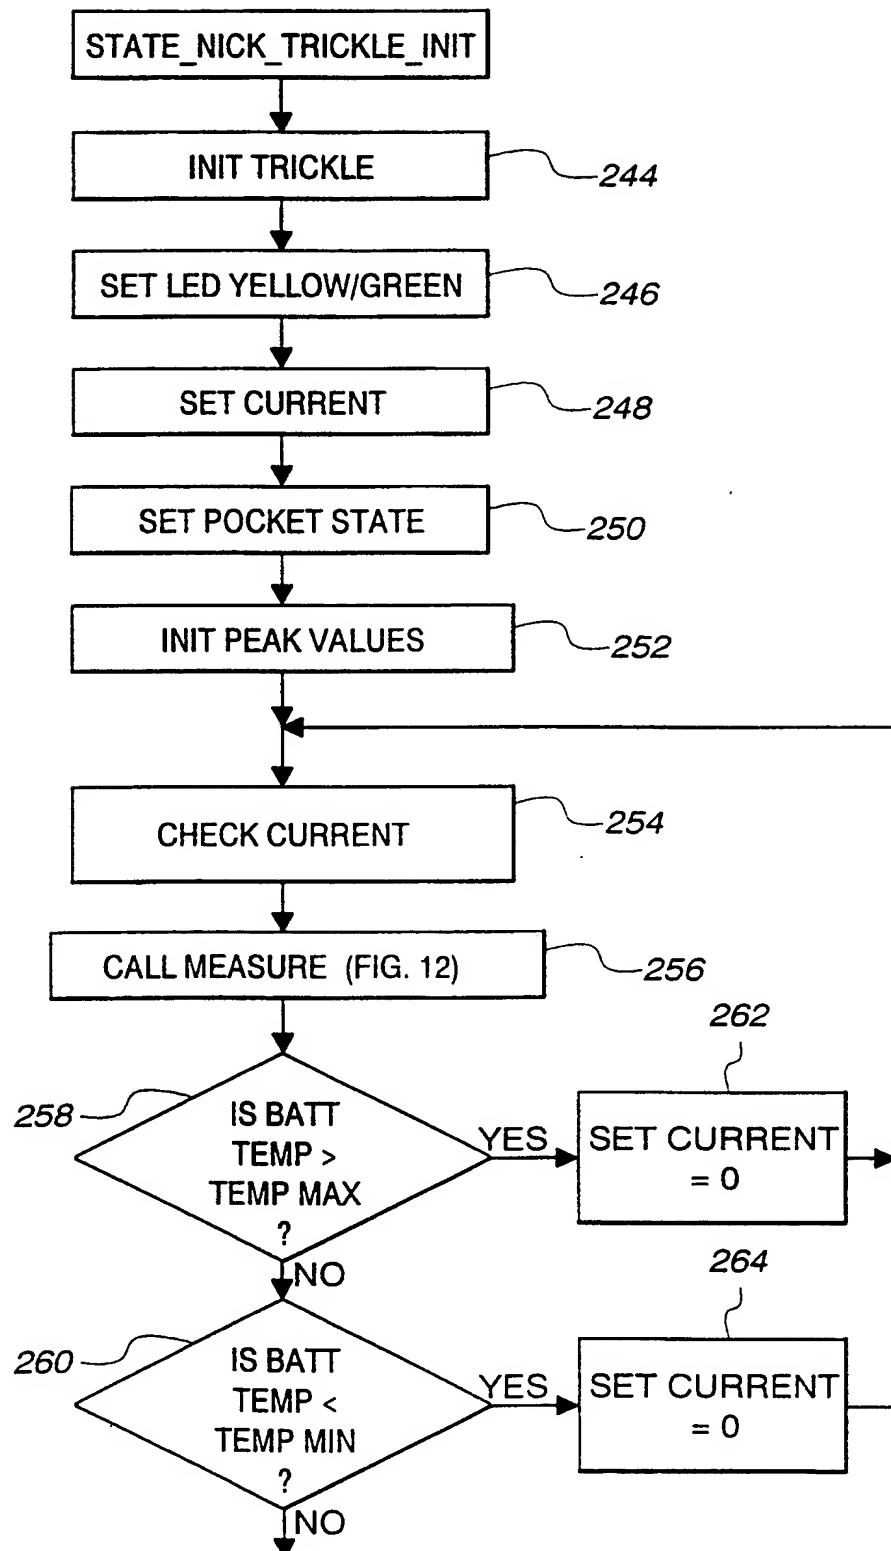 STATE_NICK_TRICKLE_INIT
INIT TRICKLE
244
SET LED YELLOW/GREEN
246
SET CURRENT
248
SET POCKET STATE
250
INIT PEAK VALUES
252
CHECK CURRENT
254
CALL MEASURE (FIG. 12)
256
258
IS BATT
TEMP >
TEMP MAX
?
YES
262
SET CURRENT
= 0
NO
260
IS BATT
TEMP <
TEMP MIN
?
YES
264
SET CURRENT
= 0
NO